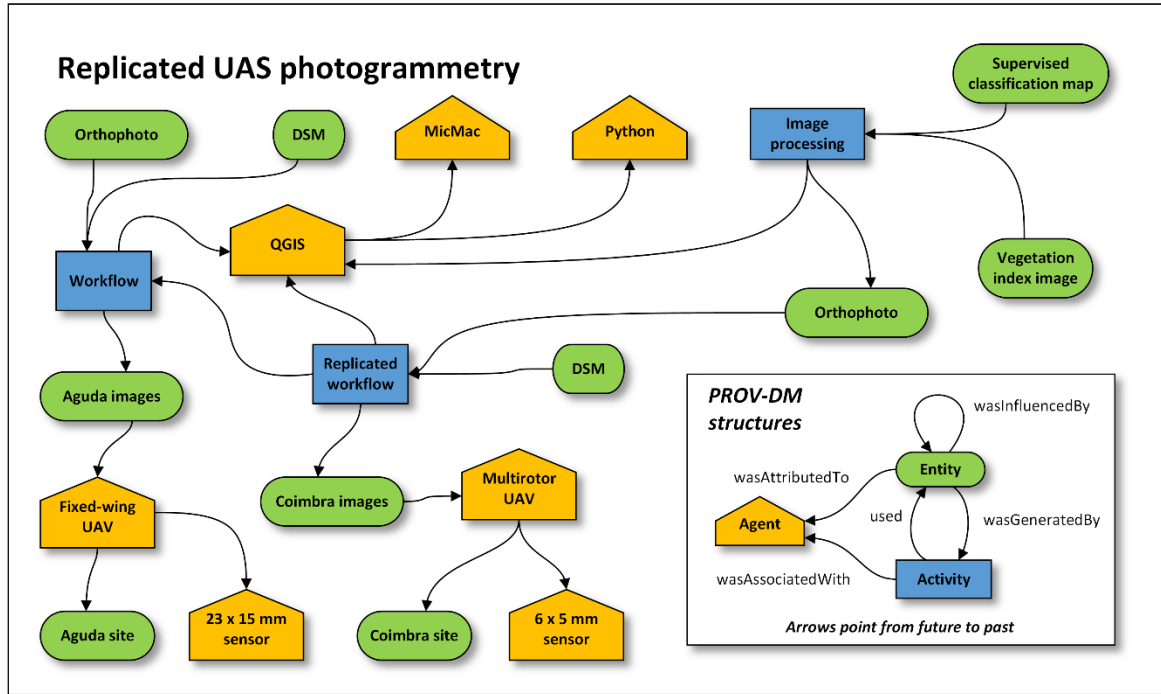 Replicated UAS photogrammetry
Supervised
classification map
Orthophoto
DSM
MicMac
Python
Image
processing
QGIS
Workflow
Vegetation
index image
Orthophoto
Replicated
workflow
DSM
Aguda images
Coimbra images
Multirotor
UAV
Fixed-wing
UAV
Aguda site
23 x 15 mm
sensor
Coimbra site
6 x 5 mm
sensor
PROV-DM
structures
wasInfluencedBy
Entity
wasAttributedTo
used
wasGeneratedBy
Agent
wasAssociatedWith
Activity
Arrows point from future to past